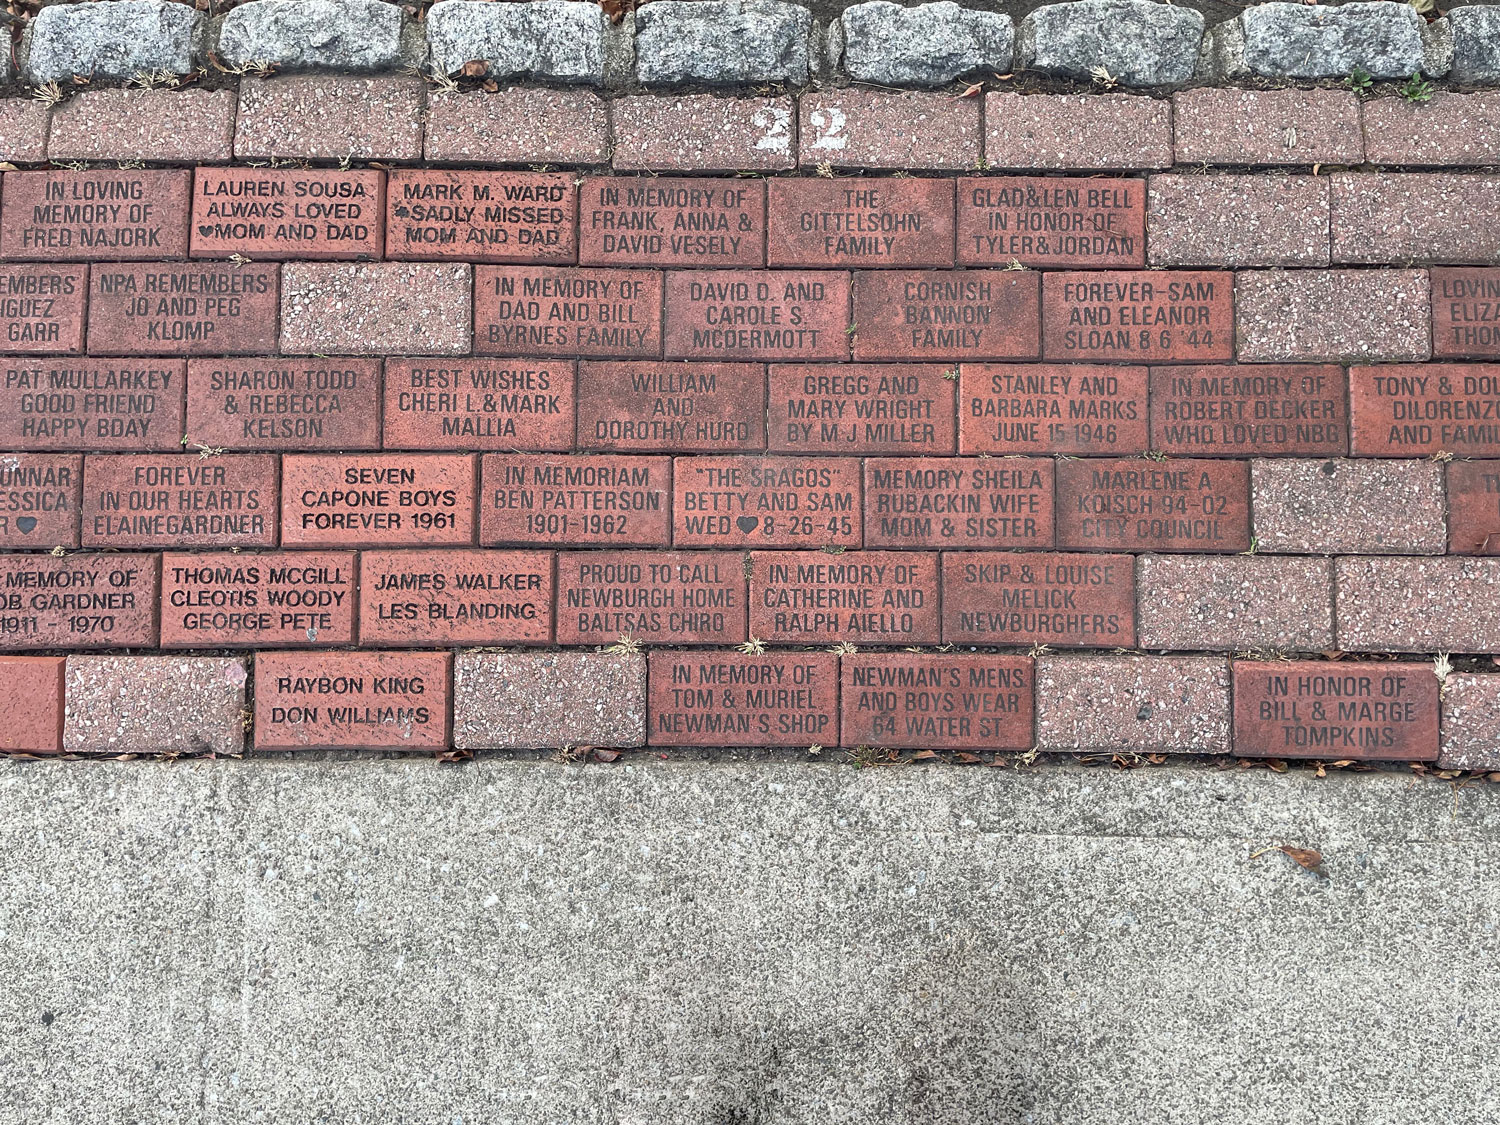 22
IN LOVING
MEMORY OF
FRED NAJORK
LAUREN SOUSA
ALWAYS LOVED
♥MOM AND DAD
MARK M. WARD
SADLY MISSED
MOM AND DAD
IN MEMORY OF
FRANK, ANNA &
DAVID VESELY
THE
GITTELSOHN
FAMILY
GLAD&LEN BELL
IN HONOR OF
TYLER&JORDAN
EMBERS
IGUEZ
GARR
NPA REMEMBERS
JO AND PEG
KLOMP
IN MEMORY OF
DAD AND BILL
BYRNES FAMILY
DAVID D. AND
CAROLE S.
MCDERMOTT
CORNISH
BANNON
FAMILY
FOREVER-SAM
AND ELEANOR
SLOAN 8 6 '44
LOVIN
ELIZA
THOM
PAT MULLARKEY
GOOD FRIEND
HAPPY BDAY
SHARON TODD
& REBECCA
KELSON
BEST WISHES
CHERI L.&MARK
MALLIA
WILLIAM
AND
DOROTHY HURD
GREGG AND
MARY WRIGHT
BY M J MILLER
STANLEY AND
BARBARA MARKS
JUNE 15 1946
IN MEMORY OF
ROBERT DECKER
WHO LOVED NBG
TONY & DOL
DILORENZO
AND FAMIL
UNNAR
ESSICA
R ♥
FOREVER
IN OUR HEARTS
ELAINEGARDNER
SEVEN
CAPONE BOYS
FOREVER 1961
IN MEMORIAM
BEN PATTERSON
1901-1962
"THE SRAGOS"
BETTY AND SAM
WED ♥ 8-26-45
MEMORY SHEILA
RUBACKIN WIFE
MOM & SISTER
MARLENE A
KOISCH 94-02
CITY COUNCIL
MEMORY OF
OB GARDNER
1911 - 1970
THOMAS MCGILL
CLEOTIS WOODY
GEORGE PETE
JAMES WALKER
LES BLANDING
PROUD TO CALL
NEWBURGH HOME
BALTSAS CHIRO
IN MEMORY OF
CATHERINE AND
RALPH AIELLO
SKIP & LOUISE
MELICK
NEWBURGHERS
RAYBON KING
DON WILLIAMS
IN MEMORY OF
TOM & MURIEL
NEWMAN'S SHOP
NEWMAN'S MENS
AND BOYS WEAR
64 WATER ST
IN HONOR OF
BILL & MARGE
TOMPKINS